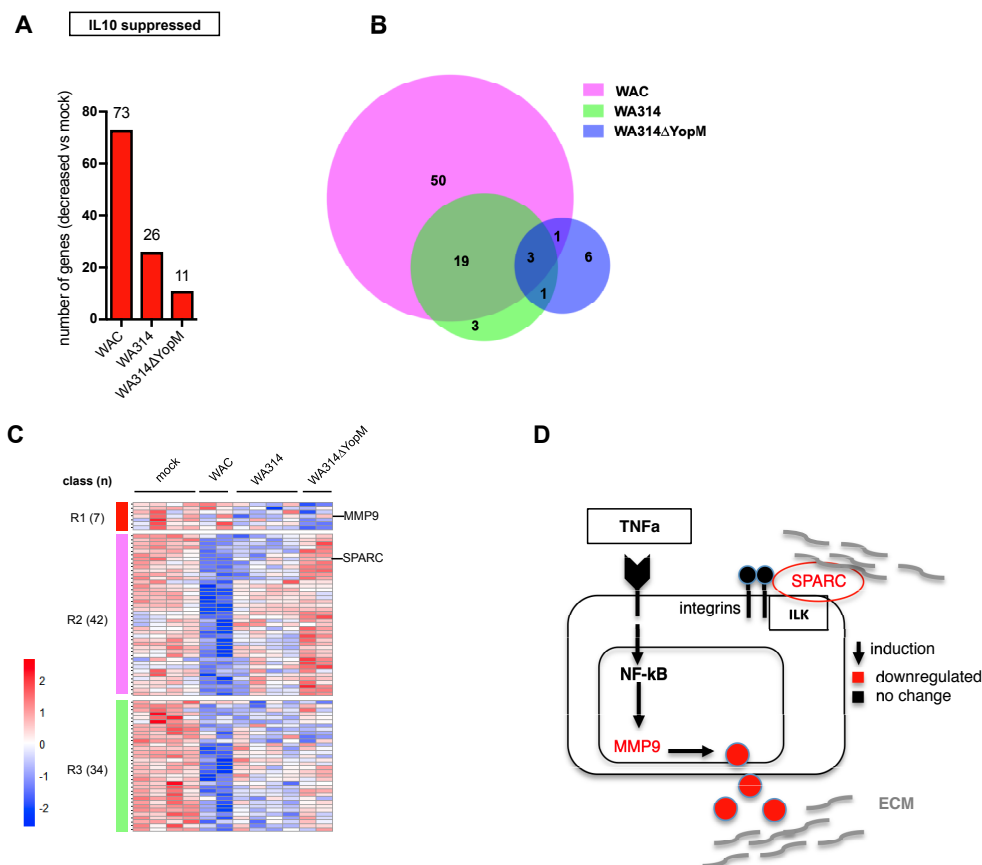 A
IL10 suppressed
number of genes (decreased vs mock)
80
60
40
20
0
73
26
11
WAC
WA314
WA314ΔYopM
B
WAC
WA314
WA314ΔYopM
50
19
3
1
6
1
3
C
class (n)
mock
WAC
WA314
WA314ΔYopM
R1 (7)
MMP9
SPARC
R2 (42)
R3 (34)
2
1
0
-1
-2
D
TNFa
SPARC
integrins
ILK
NF-kB
MMP9
induction
downregulated
no change
ECM